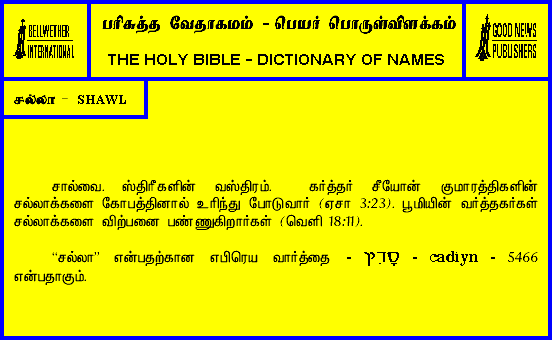 BELLWETHER
INTERNATIONAL
பரிசுத்த வேதாகமம் - பெயர் பொருள்விளக்கம்
THE HOLY BIBLE - DICTIONARY OF NAMES
GOOD NEWS
PUBLISHERS
சல்லா - SHAWL
சால்வை. ஸ்திரீகளின் வஸ்திரம். கர்த்தர் சீயோன் குமாரத்திகளின்
சல்லாக்களை கோபத்தினால் உரிந்து போடுவார் (ஏசா 3:23). பூமியின் வர்த்தகர்கள்
சல்லாக்களை விற்பனை பண்ணுகிறார்கள் (வெளி 18:11).
“சல்லா” என்பதற்கான எபிரெய வார்த்தை - סָדִין - cadiyn - 5466
என்பதாகும்.